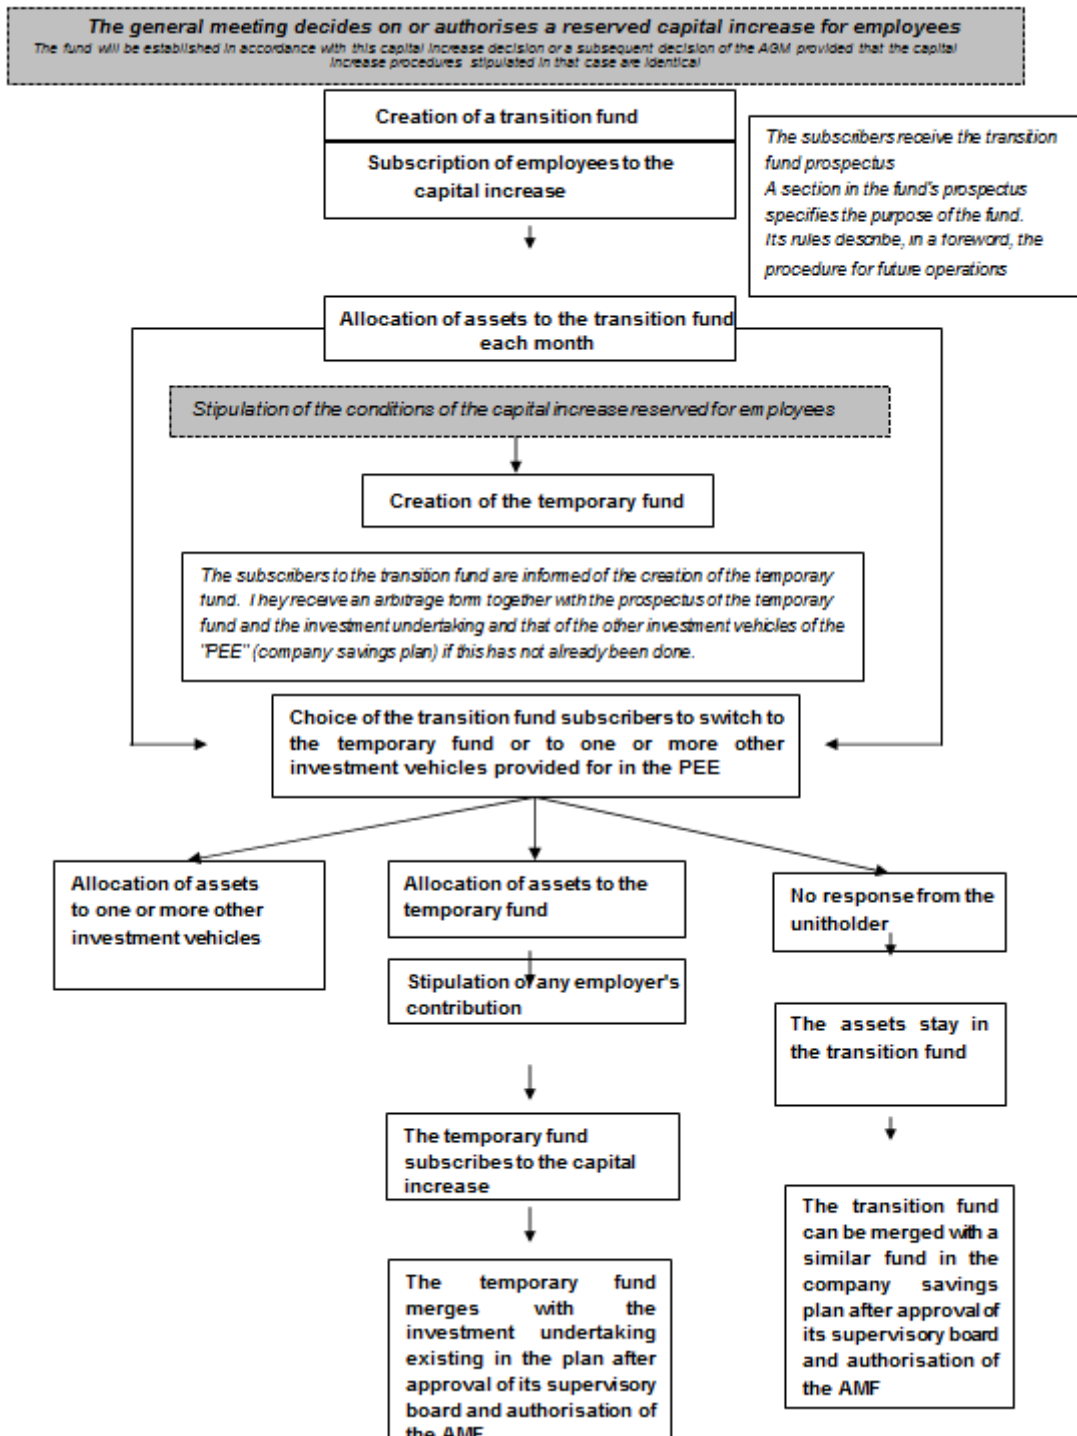 The general meeting decides on or authorises a reserved capital increase for employees
The fund will be established in accordance with this capital increase decision or a subsequent decision of the AGM provided that the capital
increase procedures stipulated in that case are identical
Creation of a transition fund
Subscription of employees to the
capital increase
The subscribers receive the transition
fund prospectus
A section in the fund's prospectus
specifies the purpose of the fund.
Its rules describe, in a foreword, the
procedure for future operations
Allocation of assets to the transition fund
each month
Stipulation of the conditions of the capital increase reserved for employees
Creation of the temporary fund
The subscribers to the transition fund are informed of the creation of the temporary
fund. They receive an arbitrage form together with the prospectus of the temporary
fund and the investment undertaking and that of the other investment vehicles of the
"PEE" (company savings plan) if this has not already been done.
Choice of the transition fund subscribers to switch to
the temporary fund or to one or more other
investment vehicles provided for in the PEE
Allocation of assets
to one or more other
investment vehicles
Allocation of assets to the
temporary fund
Stipulation of any employer's
contribution
The temporary fund
subscribes to the capital
increase
The temporary fund
merges with the
investment undertaking
existing in the plan after
approval of its supervisory
board and authorisation of
the AMF
No response from the
unitholder
The assets stay in
the transition fund
The transition fund
can be merged with a
similar fund in the
company savings
plan after approval of
its supervisory board
and authorisation of
the AMF